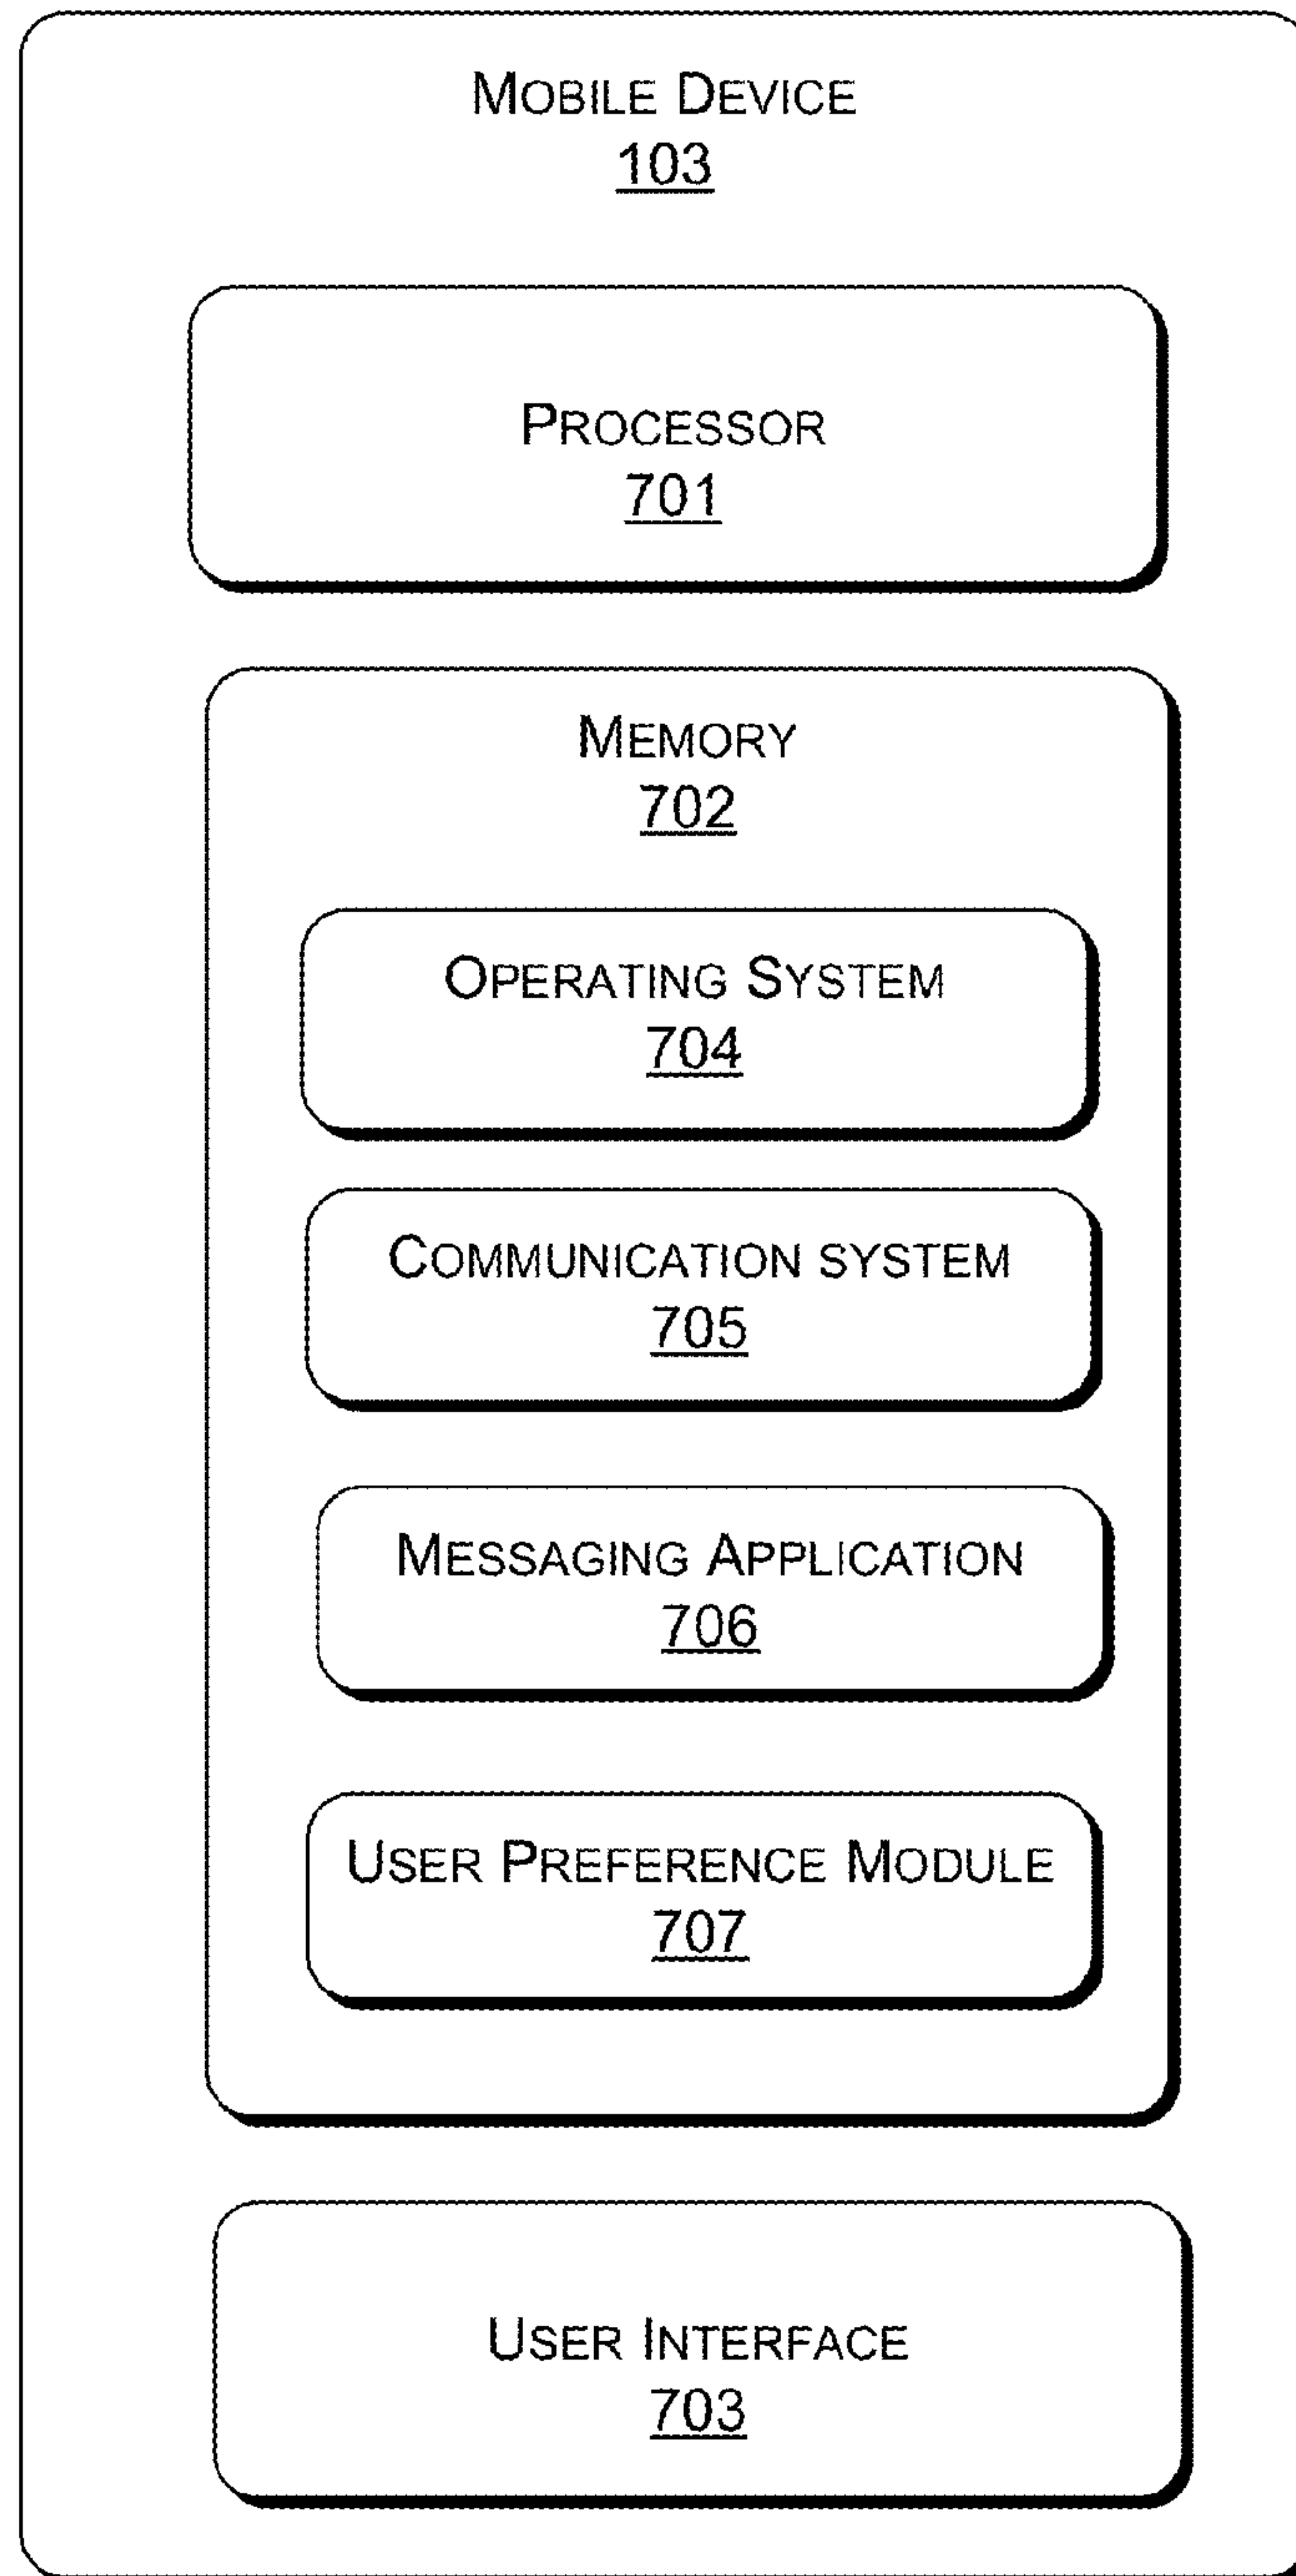 MOBILE DEVICE
103
PROCESSOR
701
MEMORY
702
OPERATING SYSTEM
704
COMMUNICATION SYSTEM
705
MESSAGING APPLICATION
706
USER PREFERENCE MODULE
707
USER INTERFACE
703